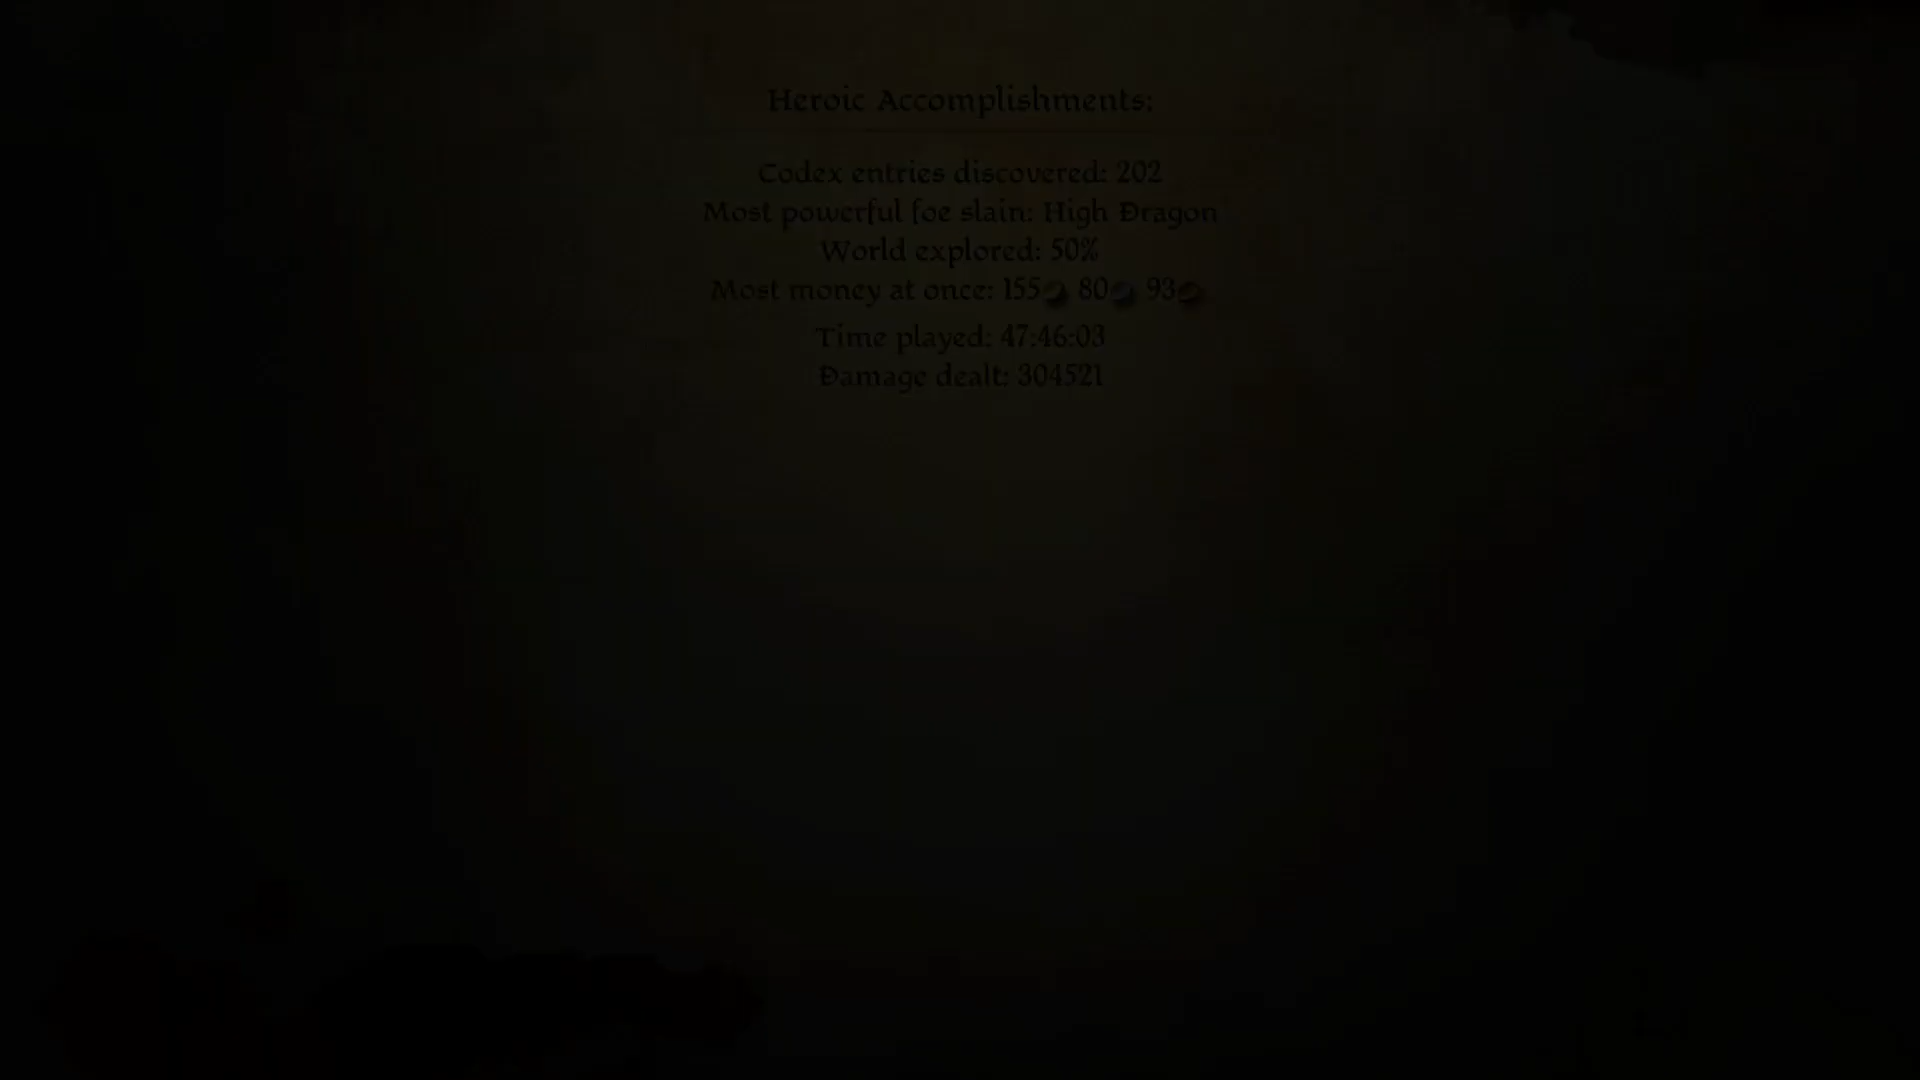 Heroic Accomplishments:
Codex entries discovered: 202
Most powerful foe slain: High Dragon
World explored: 50%
Most money at once: 155 80 93
Time played: 47:46:03
Damage dealt: 304521